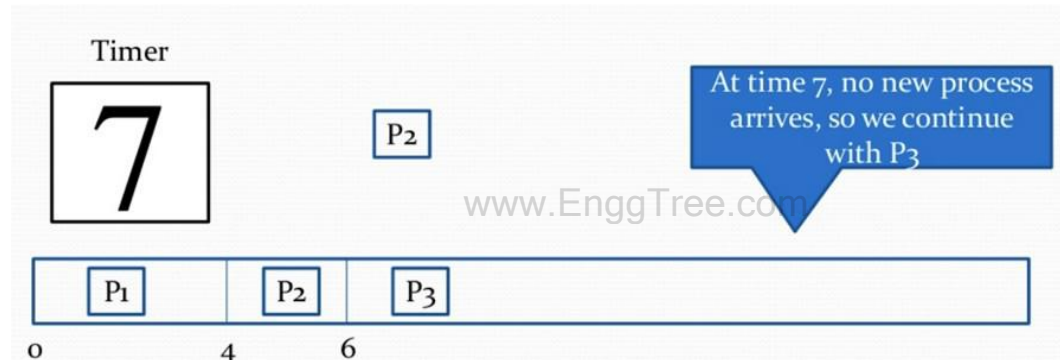 Timer
7
P2
At time 7, no new process
arrives, so we continue
with P3
www.EnggTree.com
P1 P2 P3
0 4 6